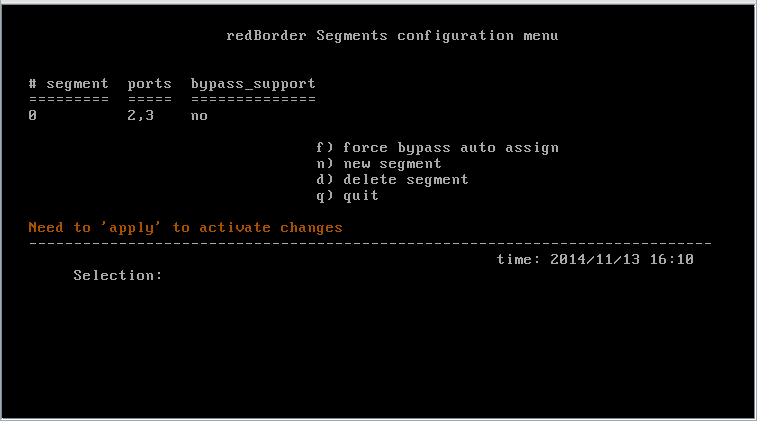 redBorder Segments configuration menu
# segment ports bypass_support
========= ===== ==============
0 2,3 no
f) force bypass auto assign
n) new segment
d) delete segment
q) quit
Need to 'apply' to activate changes
----------------------------------------------------------------------------
time: 2014/11/13 16:10
Selection: